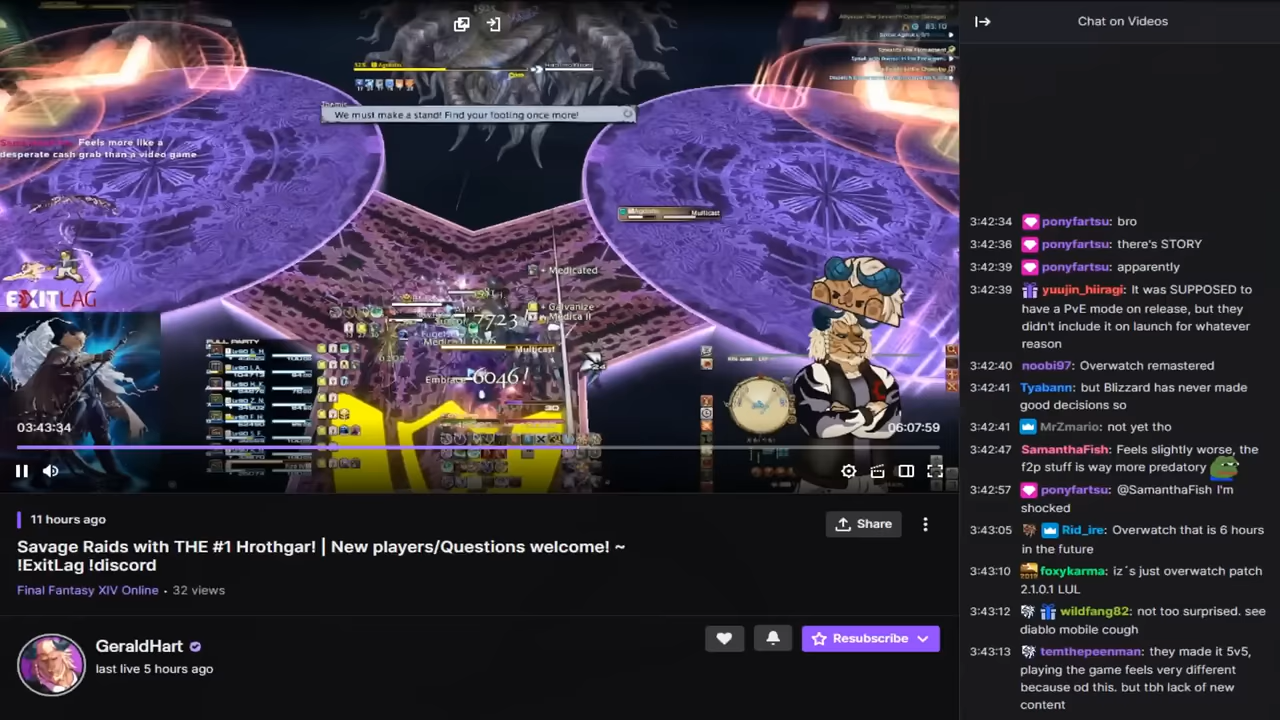 Chat on Videos
We must make a stand! Find your footing once more!
Feels more like a
desperate cash grab than a video game
Multicast
+ Medicated
+ Galvanize
+ Medica II
7723
Multicast
Embrace
6046!
30
EXITLAG
FULL PARTY
03:43:34
06:07:59
11 hours ago
Share
Savage Raids with THE #1 Hrothgar! | New players/Questions welcome! ~
!ExitLag !discord
Final Fantasy XIV Online • 32 views
GeraldHart
last live 5 hours ago
Resubscribe
3:42:34 ponyfartsu: bro
3:42:36 ponyfartsu: there's STORY
3:42:39 ponyfartsu: apparently
3:42:39 yuujin_hiiragi: It was SUPPOSED to
have a PvE mode on release, but they
didn't include it on launch for whatever
reason
3:42:40 noobi97: Overwatch remastered
3:42:41 Tyabann: but Blizzard has never made
good decisions so
3:42:41 MrZmario: not yet tho
3:42:47 SamanthaFish: Feels slightly worse, the
f2p stuff is way more predatory
3:42:57 ponyfartsu: @SamanthaFish I'm
shocked
3:43:05 Rid_ire: Overwatch that is 6 hours
in the future
3:43:10 foxykarma: iz´s just overwatch patch
2.1.0.1 LUL
3:43:12 wildfang82: not too surprised. see
diablo mobile cough
3:43:13 temthepeenman: they made it 5v5,
playing the game feels very different
because od this. but tbh lack of new
content